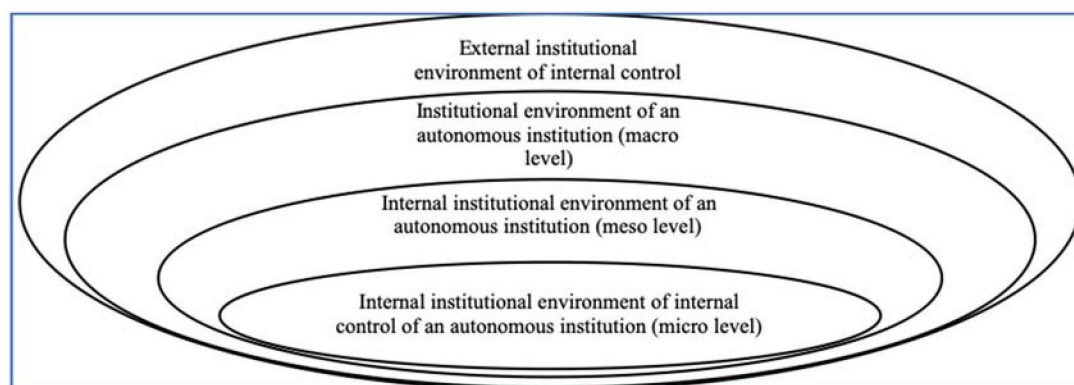 External institutional
environment of internal control
Institutional environment of an
autonomous institution (macro
level)
Internal institutional environment of an
autonomous institution (meso level)
Internal institutional environment of internal
control of an autonomous institution (micro level)